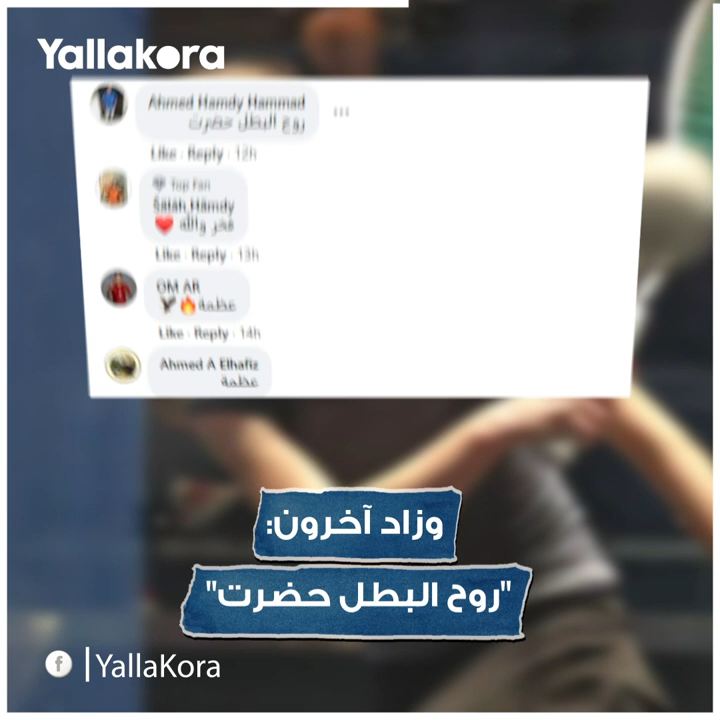 Yallakora
Ahmed Hamdy Hammad
روح البطل حضرت
Like · Reply · 12h
Top Fan
Salah Hamdy
فخر والله ❤️
Like · Reply · 13h
OM AR
عظمة🔥🦅
Like · Reply · 14h
Ahmed A Elhafiz
عظمة
وزاد آخرون:
"روح البطل حضرت"
f | YallaKora